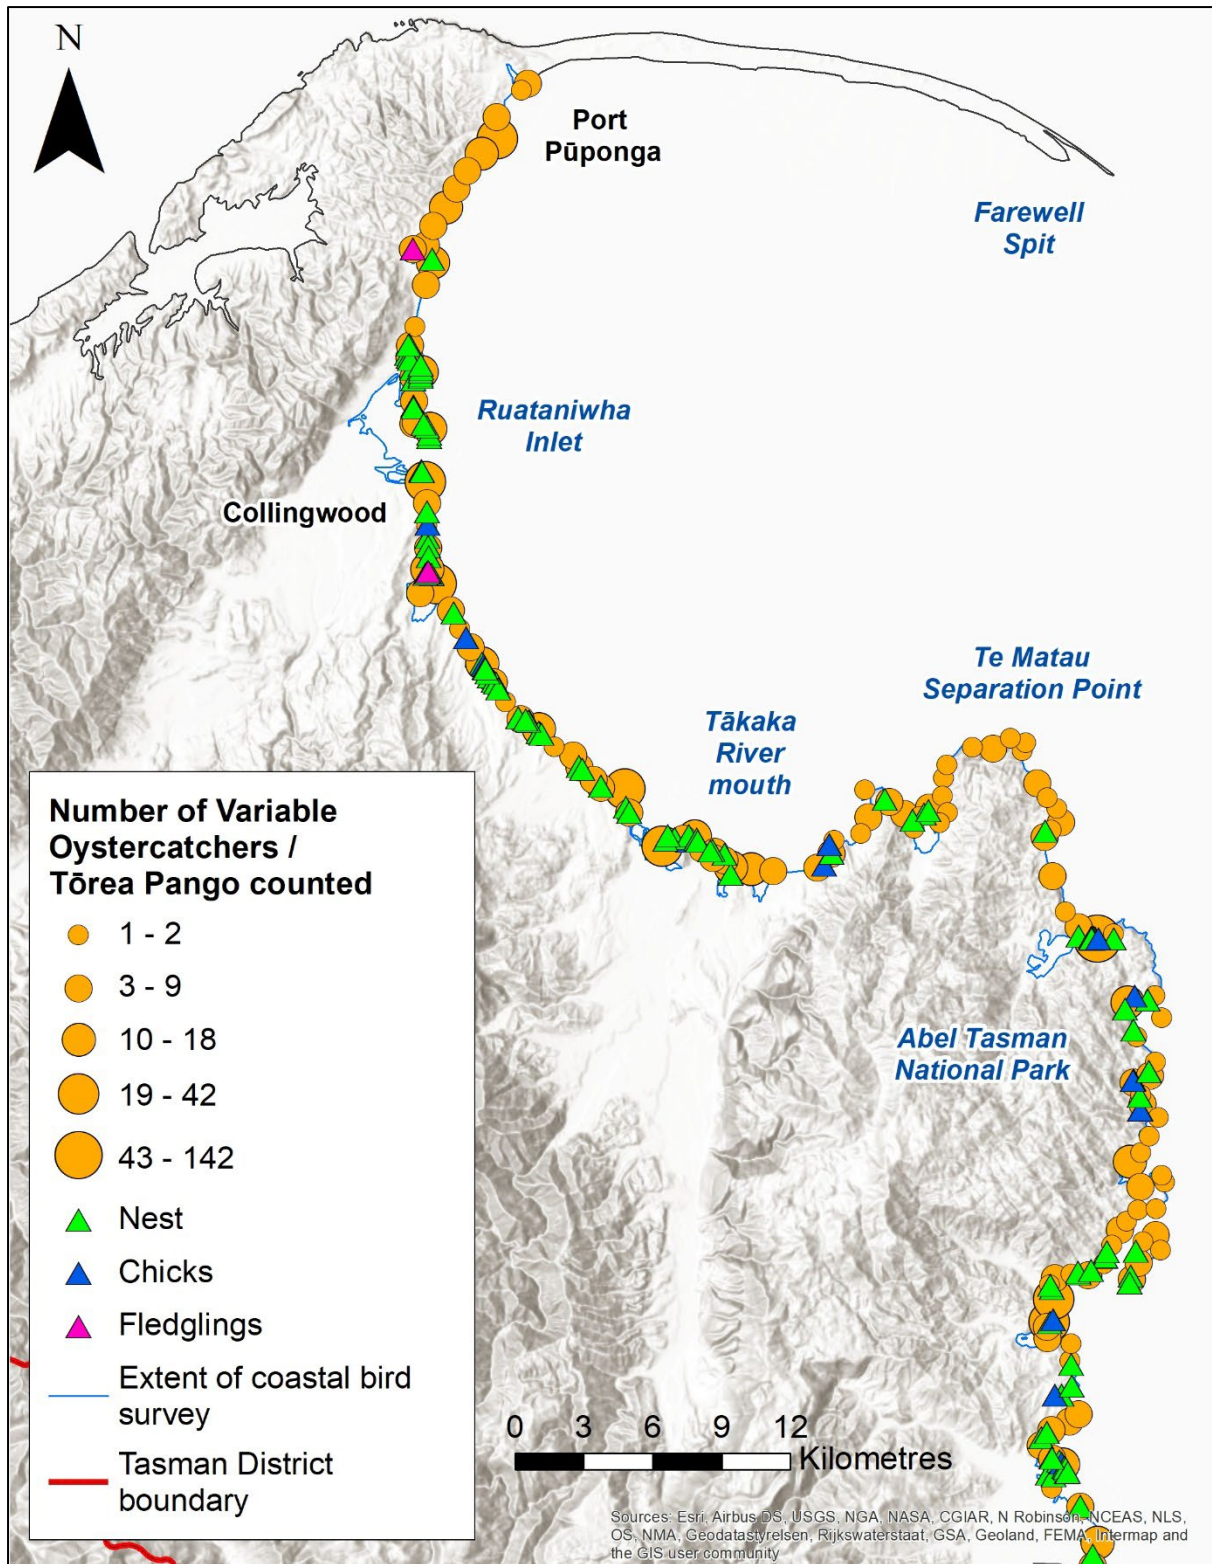 N
Port
Pūponga
Farewell
Spit
Ruataniwha
Inlet
Collingwood
Te Matau
Separation Point
Tākaka
River
mouth
Abel Tasman
National Park
Number of Variable
Oystercatchers /
Tōrea Pango counted
1 - 2
3 - 9
10 - 18
19 - 42
43 - 142
Nest
Chicks
Fledglings
Extent of coastal bird
survey
Tasman District
boundary
0 3 6 9 12
Kilometres
Sources: Esri, Airbus DS, USGS, NGA, NASA, CGIAR, N Robinson, NCEAS, NLS,
OS, NMA, Geodatastyrelsen, Rijkswaterstaat, GSA, Geoland, FEMA, Intermap and
the GIS user community